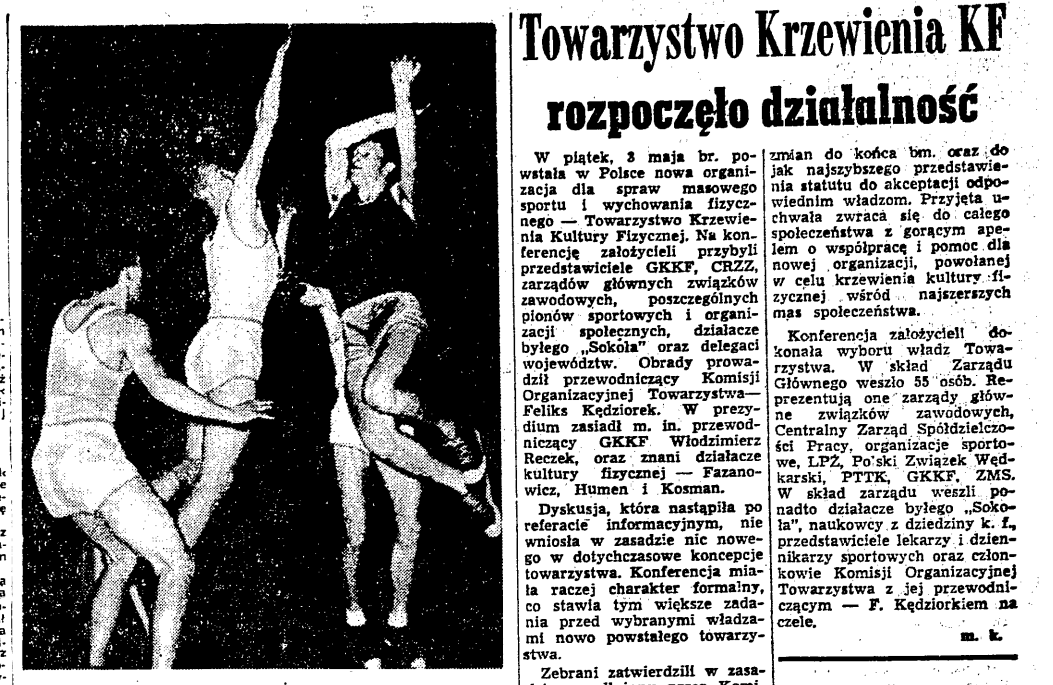 Towarzystwo Krzewienia KF
rozpoczęło działalność
W piątek, 3 maja br. po-
wstała w Polsce nowa organi-
zacja dla spraw masowego
sportu i wychowania fizycz-
nego — Towarzystwo Krzewie-
nia Kultury Fizycznej. Na kon-
ferencję założycieli przybyli
przedstawiciele GKKF, CRZZ,
zarządów głównych związków
zawodowych, poszczególnych
pionów sportowych i organi-
zacji społecznych, działacze
byłego „Sokoła" oraz delegaci
województw. Obrady prowa-
dził przewodniczący Komisji
Organizacyjnej Towarzystwa—
Feliks Kędziorek. W prezy-
dium zasiadł m. in. przewod-
niczący GKKF Włodzimierz
Reczek, oraz znani działacze
kultury fizycznej — Fazano-
wicz, Humen i Kosman.
Dyskusja, która nastąpiła po
referacie informacyjnym, nie
wniosła w zasadzie nic nowe-
go w dotychczasowe koncepcje
towarzystwa. Konferencja mia-
ła raczej charakter formalny,
co stawia tym większe zada-
nia przed wybranymi władza-
mi nowo powstałego towarzy-
stwa.
Zebrani zatwierdzili w zasa-
zmian do końca bm. oraz do
jak najszybszego przedstawie-
nia statutu do akceptacji odpo-
wiednim władzom. Przyjęta u-
chwała zwraca się do całego
społeczeństwa z gorącym ape-
lem o współpracę i pomoc dla
nowej organizacji, powołanej
w celu krzewienia kultury fi-
zycznej wśród najszerszych
mas społeczeństwa.
Konferencja założycieli do-
konała wyboru władz Towa-
rzystwa. W skład Zarządu
Głównego weszło 55 osób. Re-
prezentują one zarządy głów-
ne związków zawodowych,
Centralny Zarząd Spółdzielczo-
ści Pracy, organizacje sporto-
we, LPŻ, Polski Związek Węd-
karski, PTTK, GKKF, ZMS.
W skład zarządu weszli po-
nadto działacze byłego „Soko-
ła", naukowcy z dziedziny k. f.,
przedstawiciele lekarzy i dzien-
nikarzy sportowych oraz człon-
kowie Komisji Organizacyjnej
Towarzystwa z jej przewodni-
czącym — F. Kędziorkiem na
czele.
m. k.